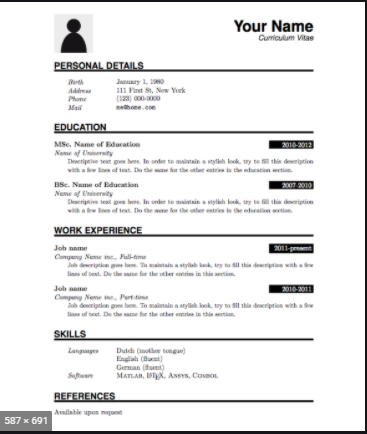 Your Name
Curriculum Vitae
PERSONAL DETAILS
Birth January 1, 1980
Address 111 First St, New York
Phone (123) 000-0000
Mail me@home.com
EDUCATION
MSc. Name of Education 2010-2012
Name of University
Descriptive text goes here. In order to maintain a stylish look, try to fill this description
with a few lines of text. Do the same for the other entries in the education section.
BSc. Name of Education 2007-2010
Name of University
Descriptive text goes here. In order to maintain a stylish look, try to fill this description
with a few lines of text. Do the same for the other entries in the education section.
WORK EXPERIENCE
Job name 2011-present
Company Name inc., Full-time
Job description goes here. To maintain a stylish look, try to fill this description with a few
lines of text. Do the same for the other entries in this section.
Job name 2010-2011
Company Name inc., Part-time
Job description goes here. To maintain a stylish look, try to fill this description with a few
lines of text. Do the same for the other entries in this section.
SKILLS
Languages Dutch (mother tongue)
English (fluent)
German (fluent)
Software MATLAB, LATEX, ANSYS, COMSOL
REFERENCES
Available upon request
587 × 691